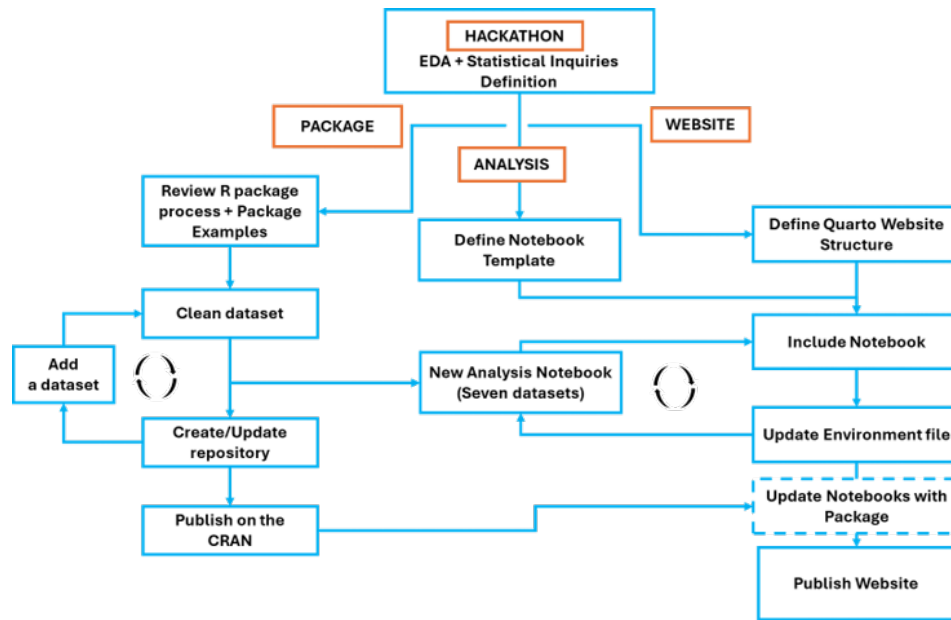 HACKATHON
EDA + Statistical Inquiries
Definition
PACKAGE
WEBSITE
ANALYSIS
Review R package
process + Package
Examples
Define Notebook
Template
Define Quarto Website
Structure
Clean dataset
Include Notebook
Add
a dataset
New Analysis Notebook
(Seven datasets)
Create/Update
repository
Update Environment file
Publish on the
CRAN
Update Notebooks with
Package
Publish Website